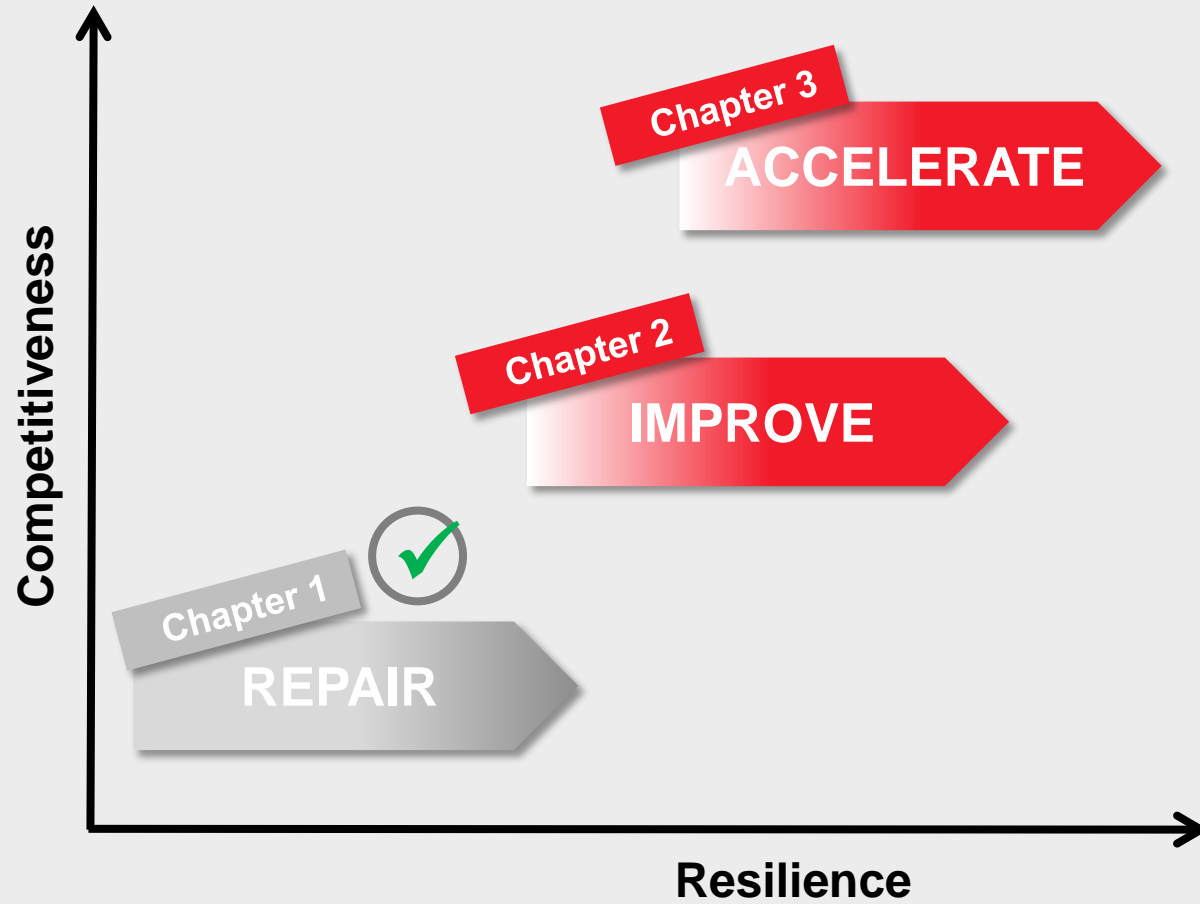 Chapter 3
ACCELERATE
Chapter 2
IMPROVE
Chapter 1
REPAIR
Competitiveness
Resilience